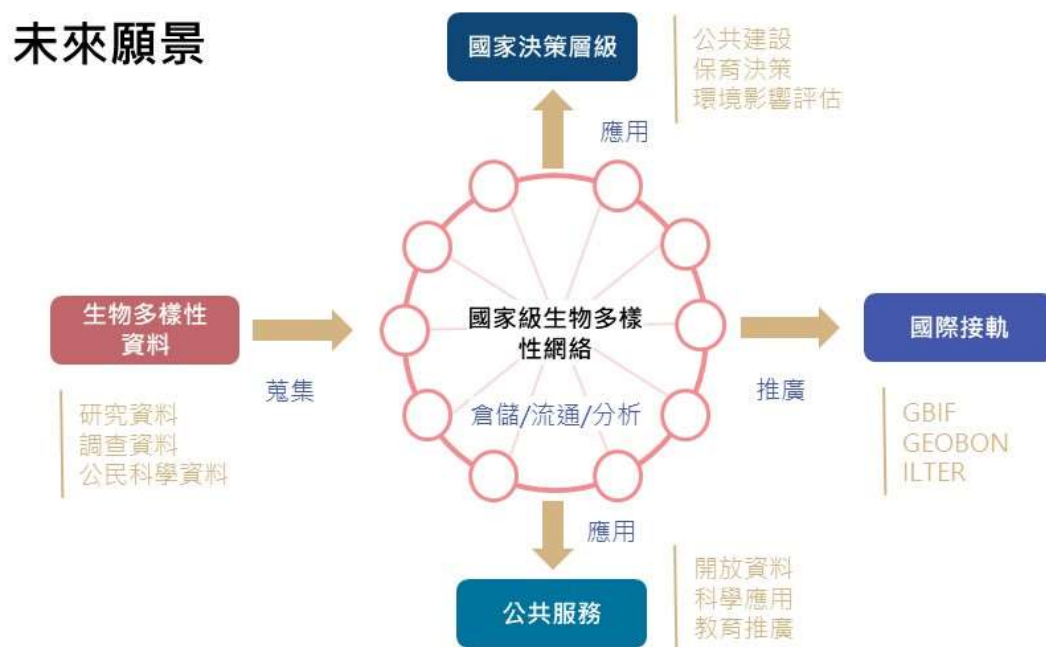 未來願景
國家決策層級
公共建設
保育決策
環境影響評估
應用
生物多樣性
資料
蒐集
研究資料
調查資料
公民科學資料
國家級生物多樣
性網絡
倉儲/流通/分析
推廣
國際接軌
GBIF
GEOBON
ILTER
應用
公共服務
開放資料
科學應用
教育推廣